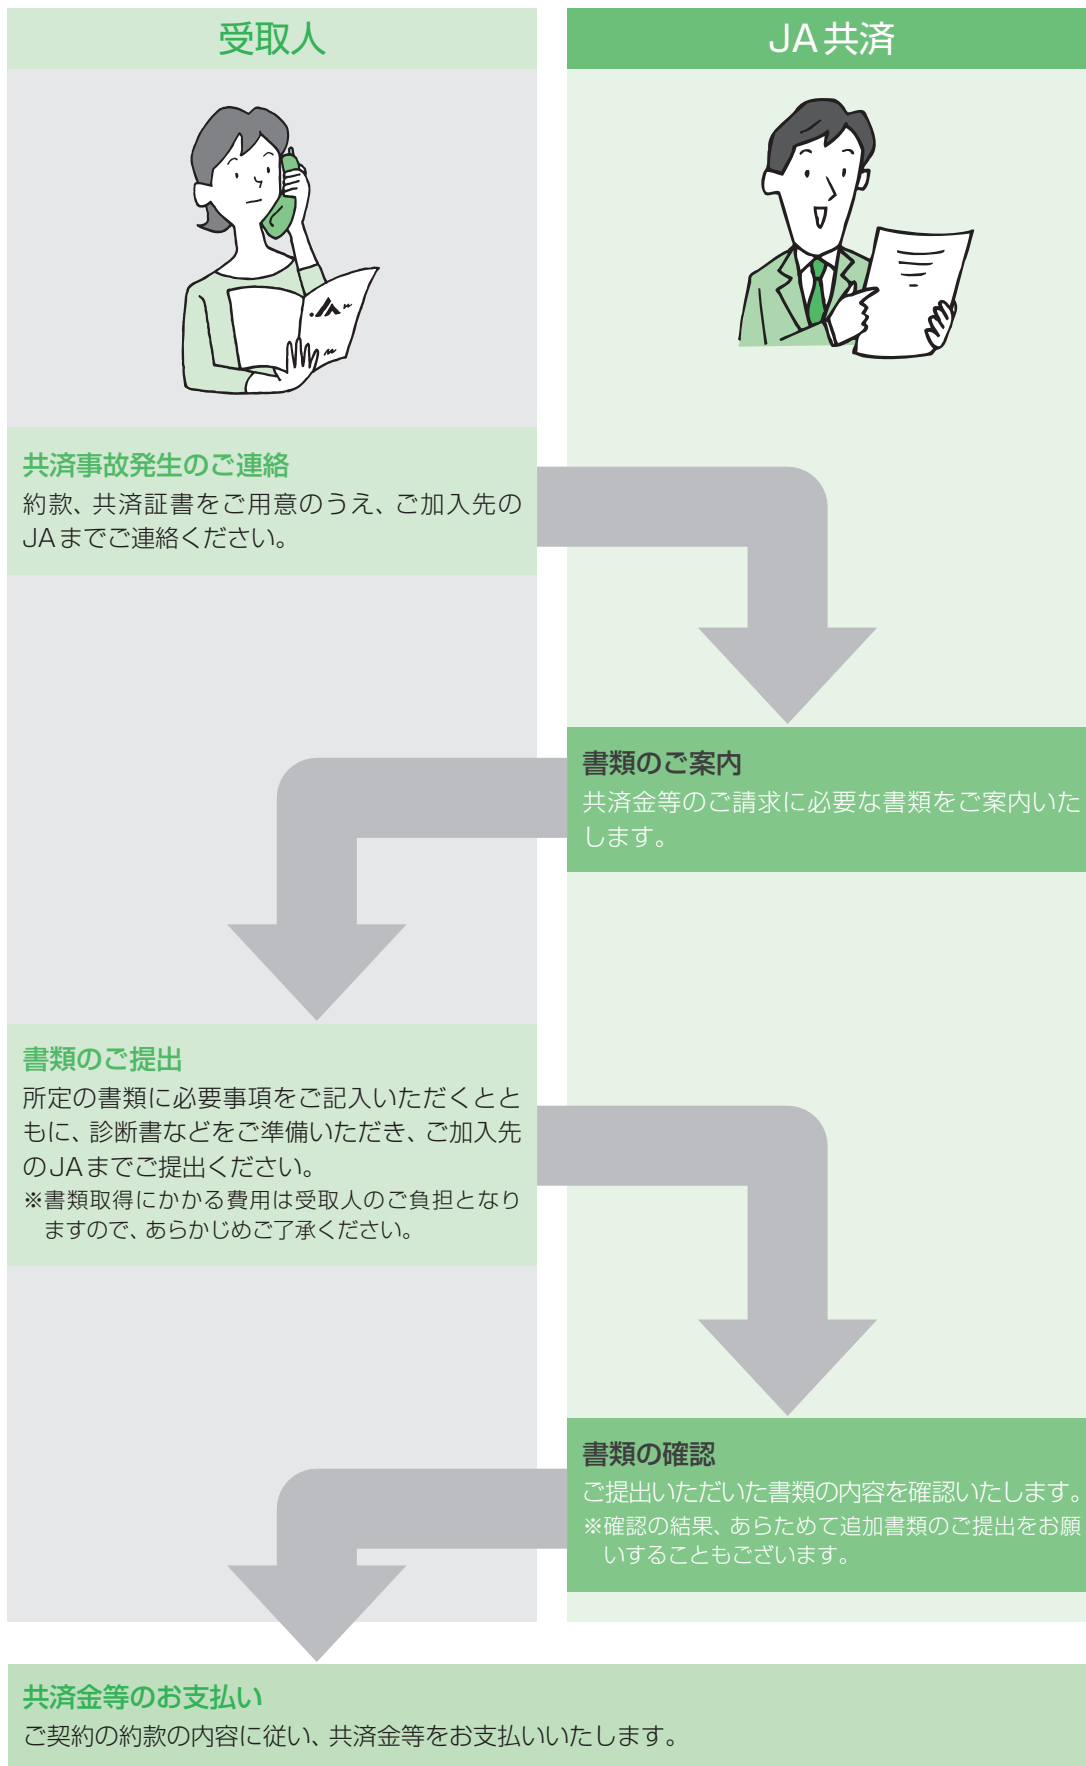 受取人
JA共済
共済事故発生のご連絡
約款、共済証書をご用意のうえ、ご加入先の
JAまでご連絡ください。
書類のご案内
共済金等のご請求に必要な書類をご案内いた
します。
書類のご提出
所定の書類に必要事項をご記入いただくとと
もに、診断書などをご準備いただき、ご加入先
のJAまでご提出ください。
※書類取得にかかる費用は受取人のご負担となり
ますので、あらかじめご了承ください。
書類の確認
ご提出いただいた書類の内容を確認いたします。
※確認の結果、あらためて追加書類のご提出をお願
いすることもございます。
共済金等のお支払い
ご契約の約款の内容に従い、共済金等をお支払いいたします。